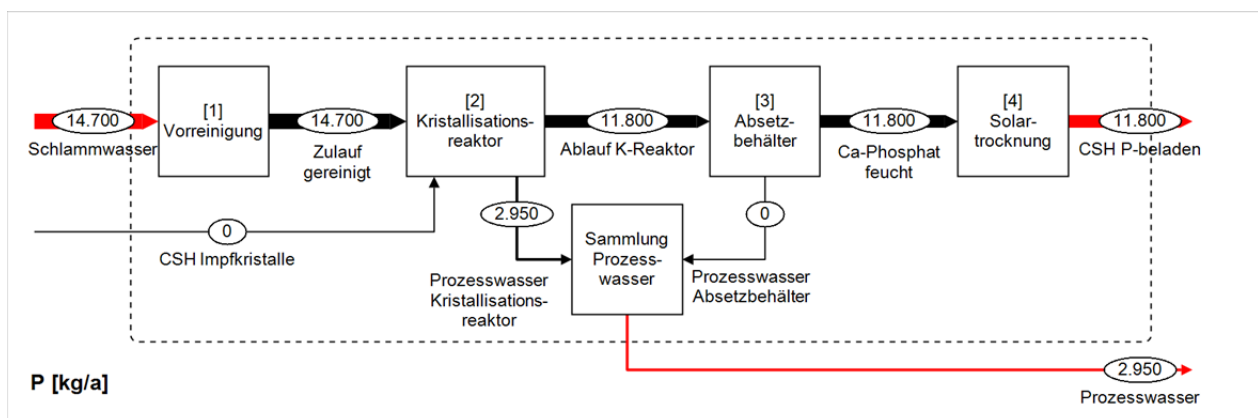 [1]
Vorreinigung
[2]
Kristallisations-
reaktor
[3]
Absetz-
behälter
[4]
Solar-
trocknung
14.700
Schlammwasser
14.700
Zulauf
gereinigt
11.800
Ablauf K-Reaktor
11.800
Ca-Phosphat
feucht
11.800
CSH P-beladen
0
CSH Impfkristalle
2.950
Prozesswasser
Kristallisations-
reaktor
Sammlung
Prozess-
wasser
0
Prozesswasser
Absetzbehälter
2.950
Prozesswasser
P [kg/a]